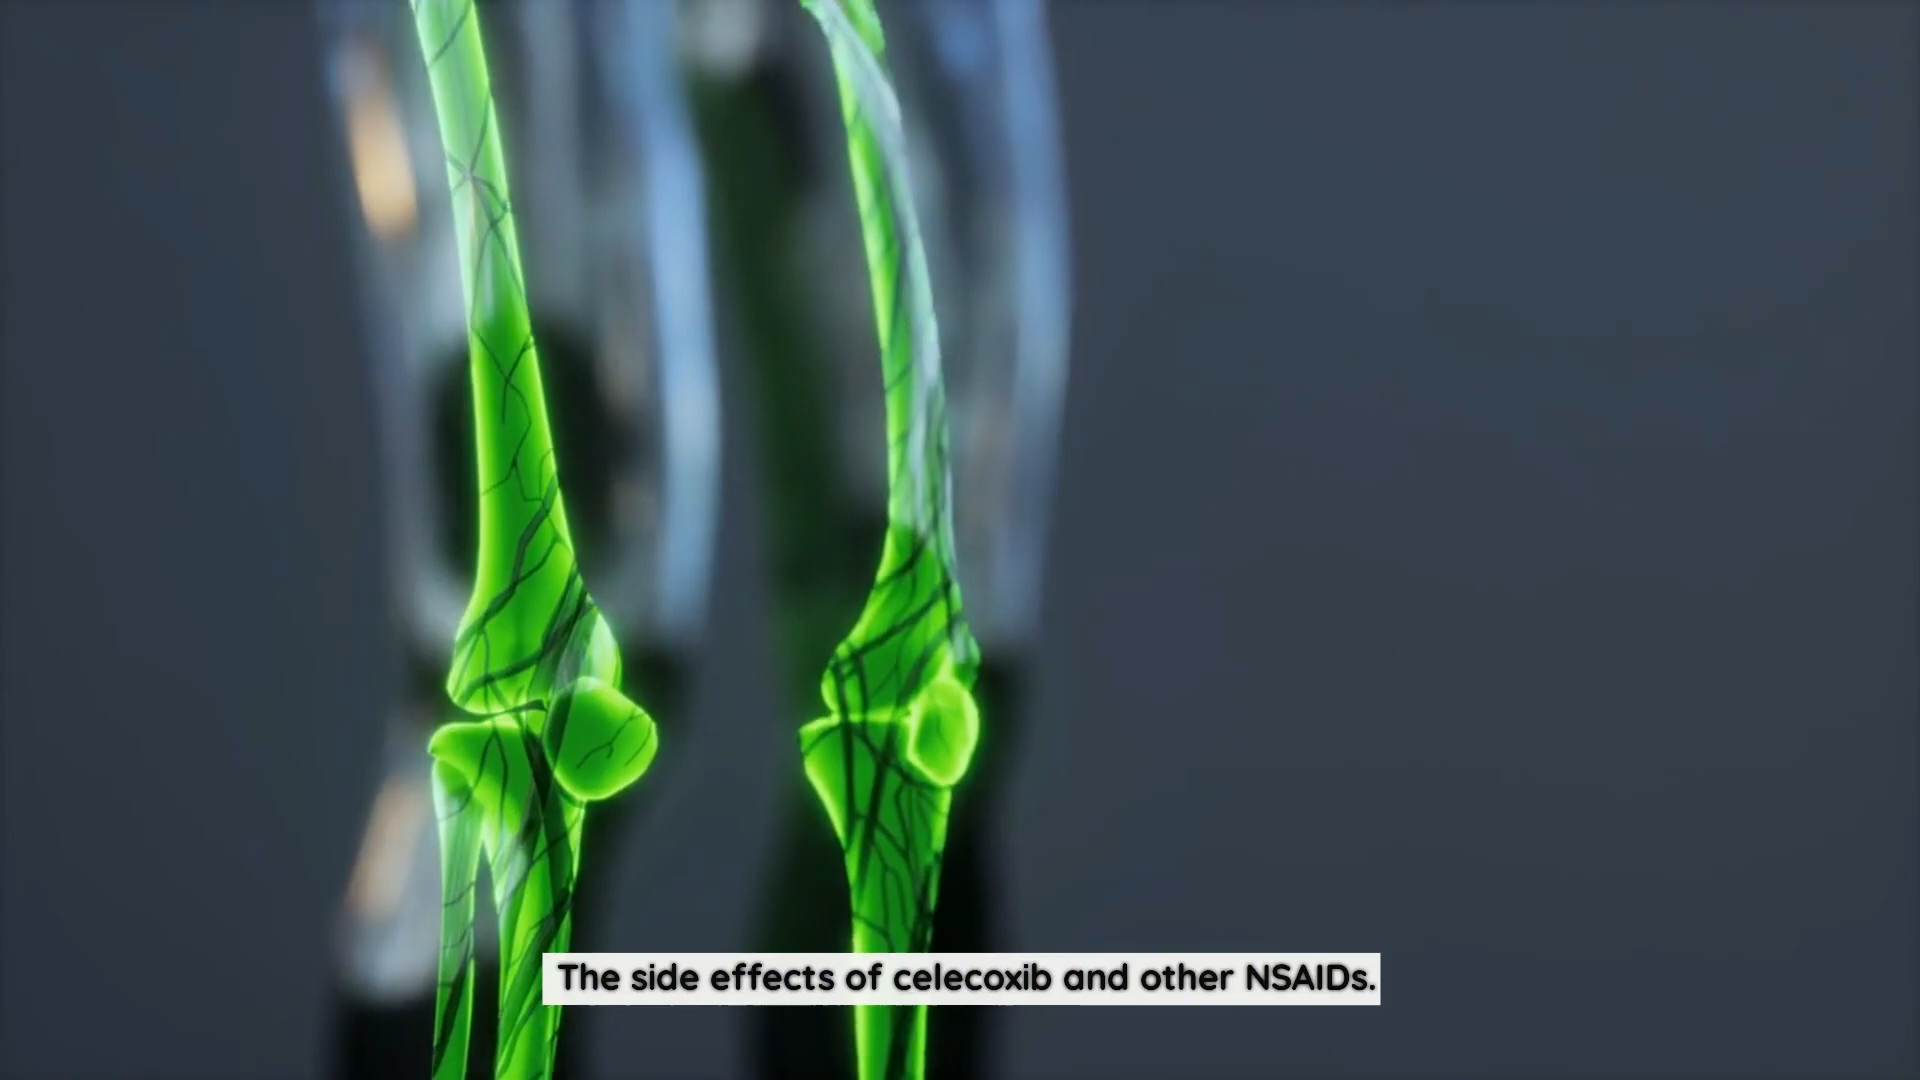 The side effects of celecoxib and other NSAIDs.